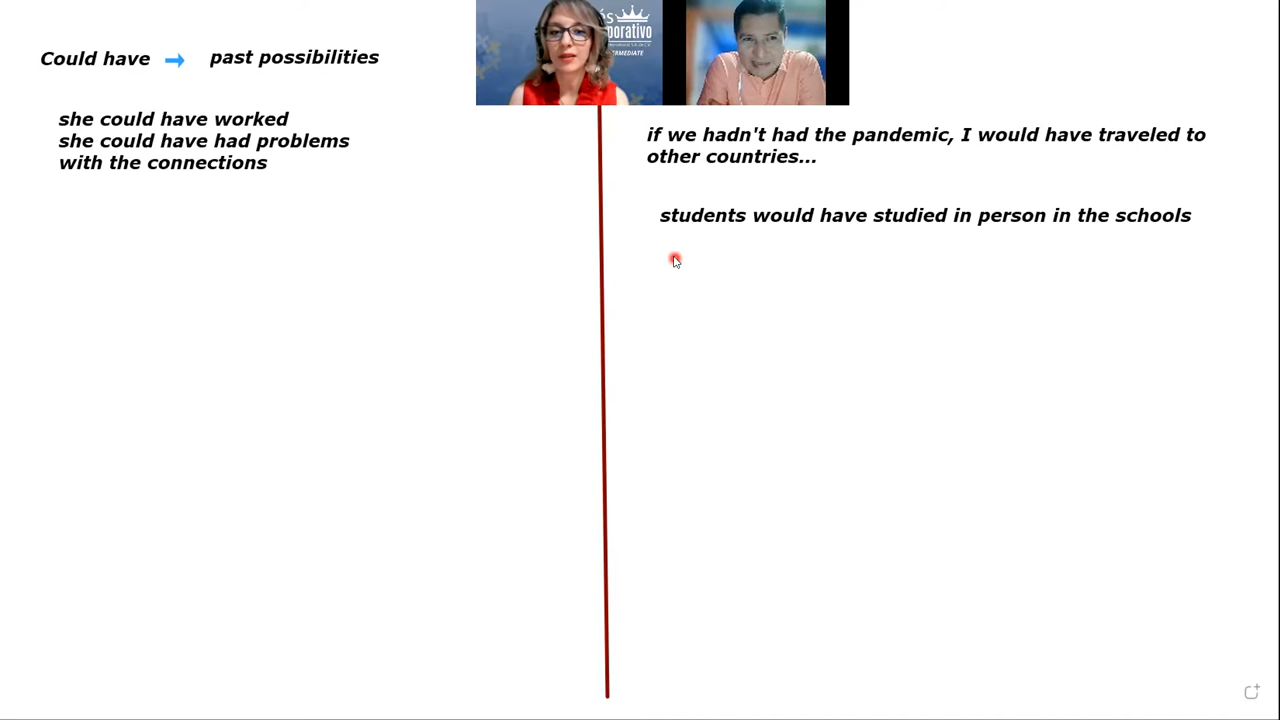 Could have → past possibilities
she could have worked
she could have had problems
with the connections
porativo
if we hadn't had the pandemic, I would have traveled to
other countries...
students would have studied in person in the schools